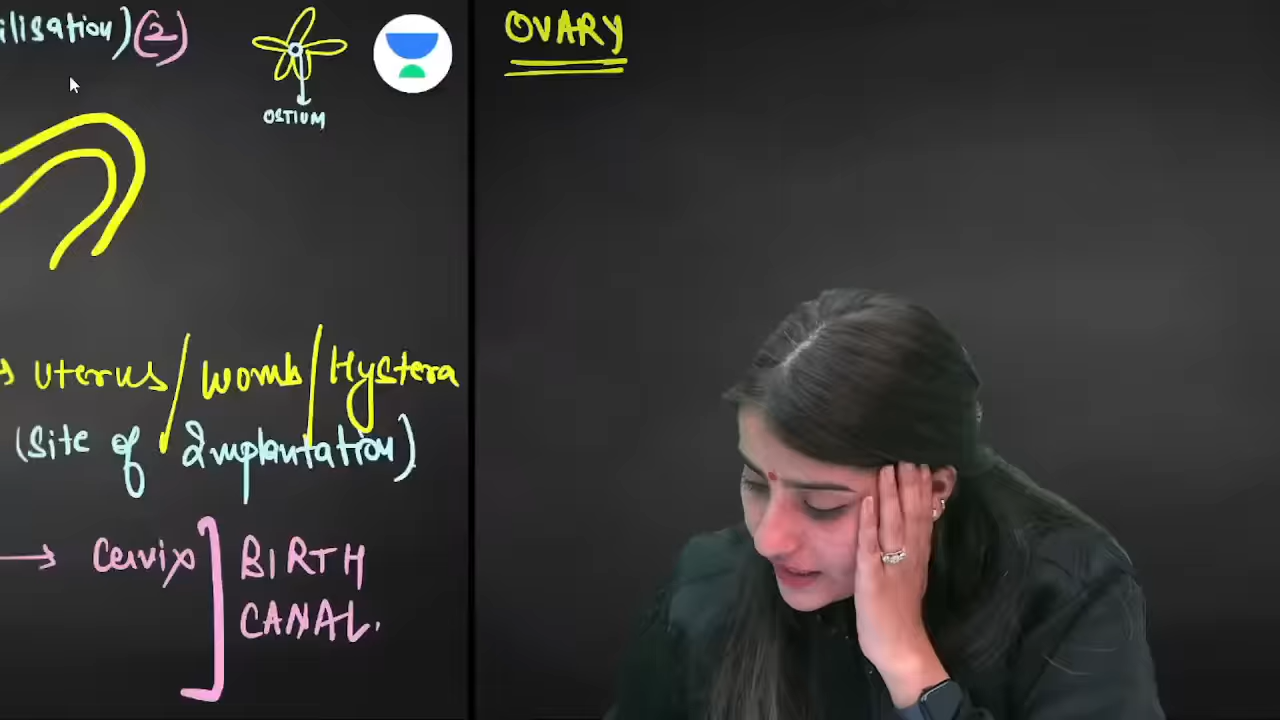 ilisation) (2)
OSTIUM
uterus / womb / Hystera
(Site of Implantation)
Cervix ] BIRTH
CANAL.
OVARY